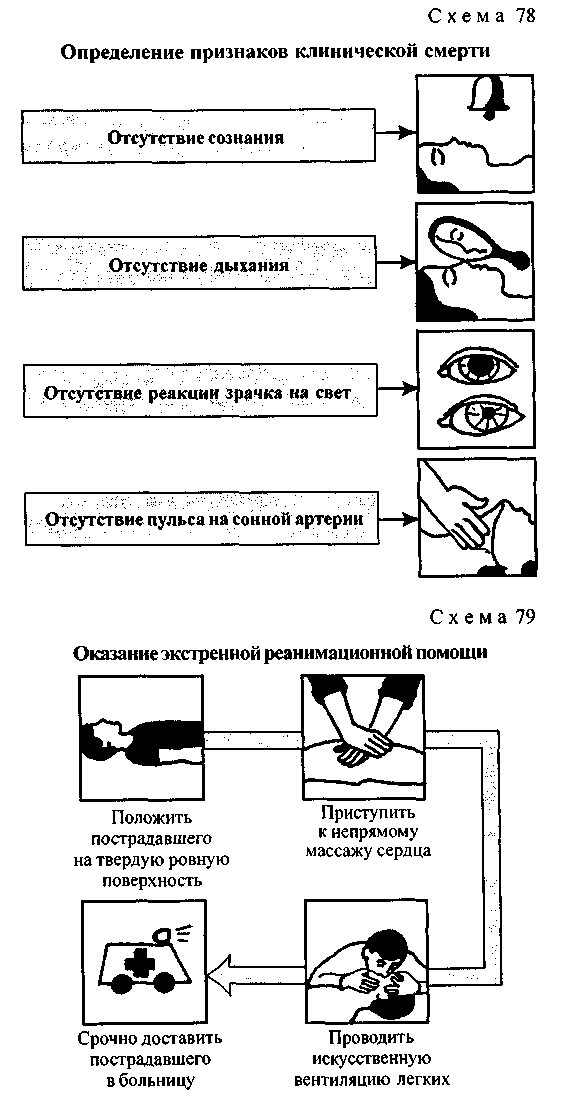 Схема 78
Определение признаков клинической смерти
Отсутствие сознания
Отсутствие дыхания
Отсутствие реакции зрачка на свет
Отсутствие пульса на сонной артерии
Схема 79
Оказание экстренной реанимационной помощи
Положить
пострадавшего
на твердую ровную
поверхность
Приступить
к непрямому
массажу сердца
Срочно доставить
пострадавшего
в больницу
Проводить
искусственную
вентиляцию легких